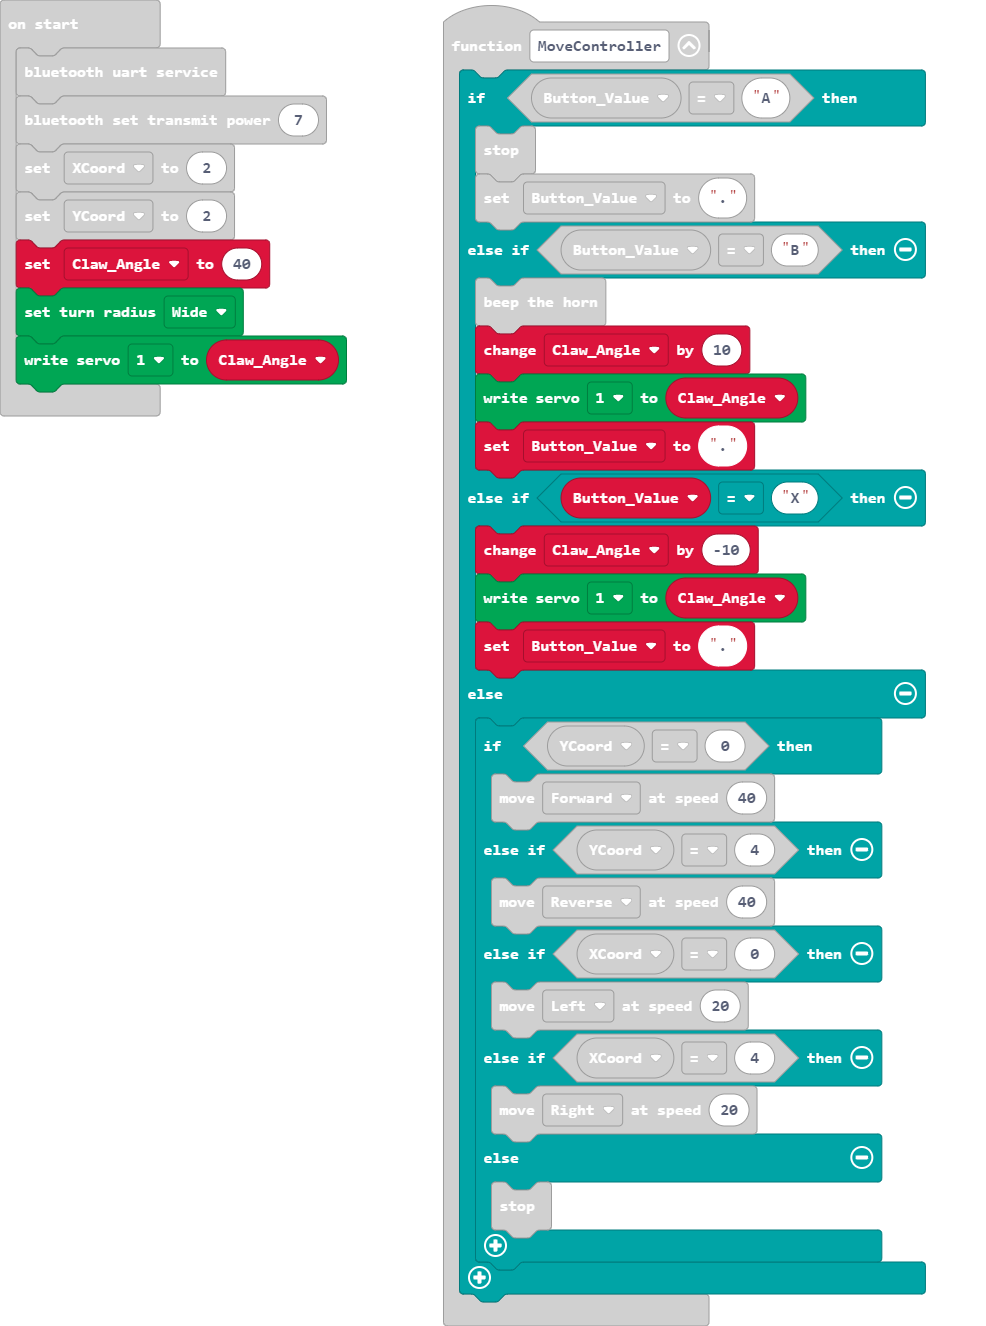 on start
bluetooth uart service
bluetooth set transmit power 7
set XCoord to 2
set YCoord to 2
set Claw_Angle to 40
set turn radius Wide
write servo 1 to Claw_Angle
function MoveController
if Button_Value = "A" then
stop
set Button_Value to "."
else if Button_Value = "B" then
beep the horn
change Claw_Angle by 10
write servo 1 to Claw_Angle
set Button_Value to "."
else if Button_Value = "X" then
change Claw_Angle by -10
write servo 1 to Claw_Angle
set Button_Value to "."
else
if YCoord = 0 then
move Forward at speed 40
else if YCoord = 4 then
move Reverse at speed 40
else if XCoord = 0 then
move Left at speed 20
else if XCoord = 4 then
move Right at speed 20
else
stop